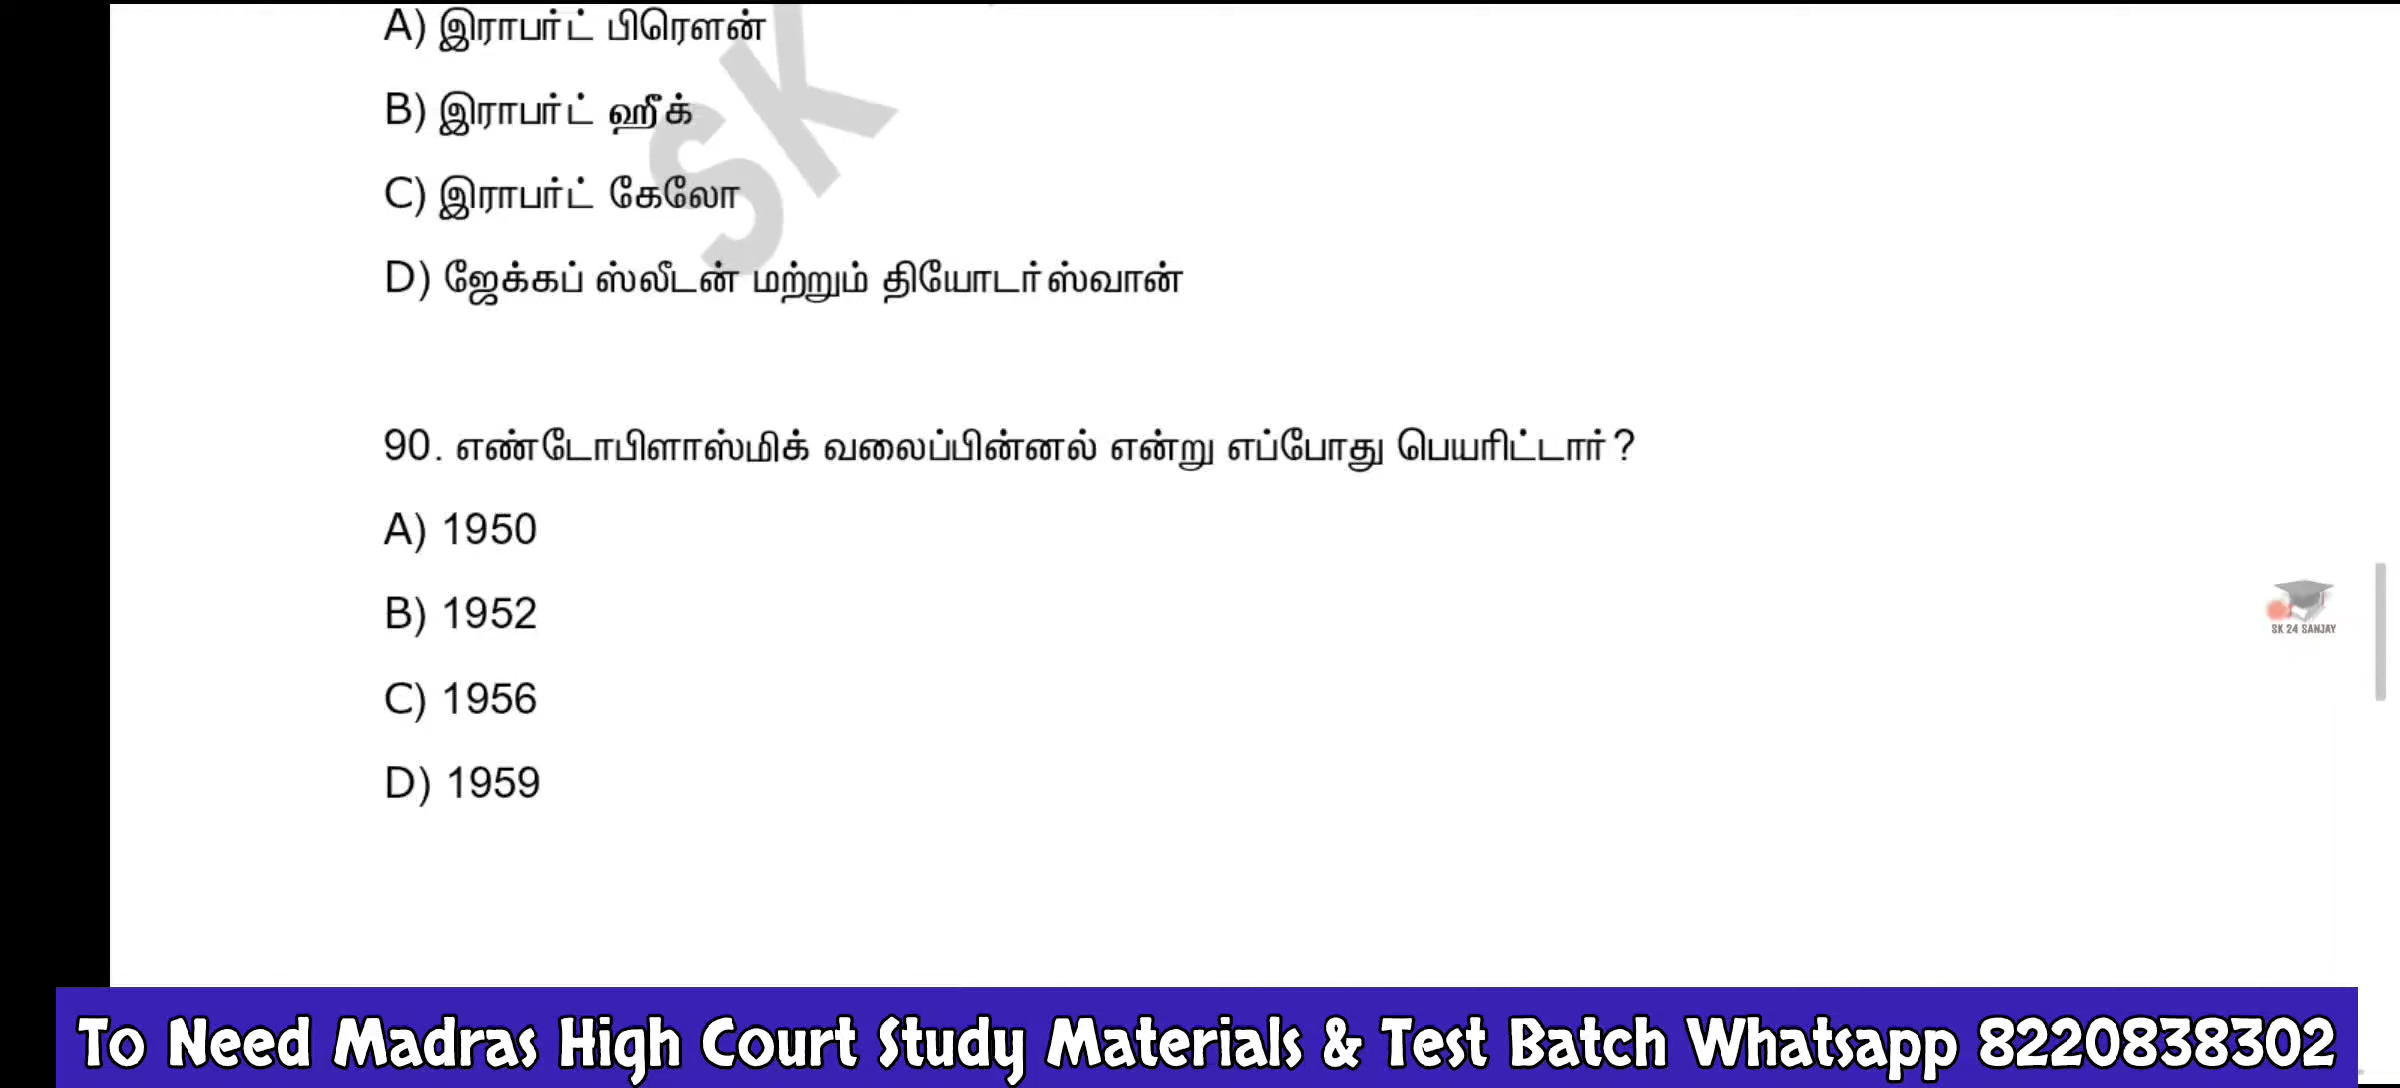 A) இராபர்ட் பிரௌன்
B) இராபர்ட் ஹீக்
C) இராபர்ட் கேலோ
D) ஜேக்கப் ஸ்லீடன் மற்றும் தியோடர்ஸ்வான்
SK
90. எண்டோபிளாஸ்மிக் வலைப்பின்னல் என்று எப்போது பெயரிட்டார்?
A) 1950
B) 1952
C) 1956
D) 1959
SK 24 SANJAY
To Need Madras High Court Study Materials & Test Batch Whatsapp 8220838302